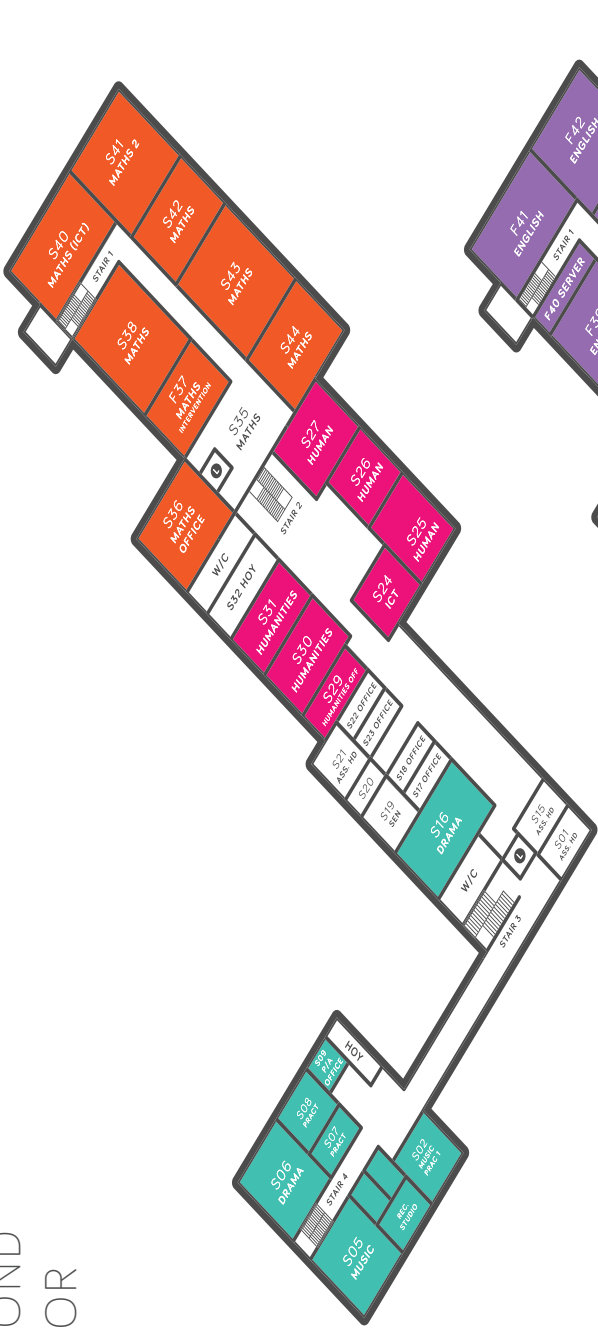 S41
MATHS 2
S40
MATHS (ICT)
STAIR 1
S42
MATHS
S43
MATHS
S44
MATHS
S38
MATHS
F37
MATHS
INTERVENTION
S35
MATHS
L
S36
MATHS
OFFICE
W/C
S32 HOY
STAIR 2
S27
HUMAN
S26
HUMAN
S25
HUMAN
S24
ICT
S31
HUMANITIES
S30
HUMANITIES
S29
HUMANITIES OFF
S22 OFFICE
S23 OFFICE
S21
ASS. HD
S20
S19
SEN
S18 OFFICE
S17 OFFICE
S16
DRAMA
W/C
L
S15
ASS. HD
S01
ASS. HD
STAIR 3
HOY
S09
P/A
OFFICE
S08
PRACT
S07
PRACT
S06
DRAMA
STAIR 4
S05
MUSIC
S02
MUSIC
PRAC 1
REC.
STUDIO
F42
ENGLISH
F41
ENGLISH
STAIR 1
F40 SERVER
OND
OR